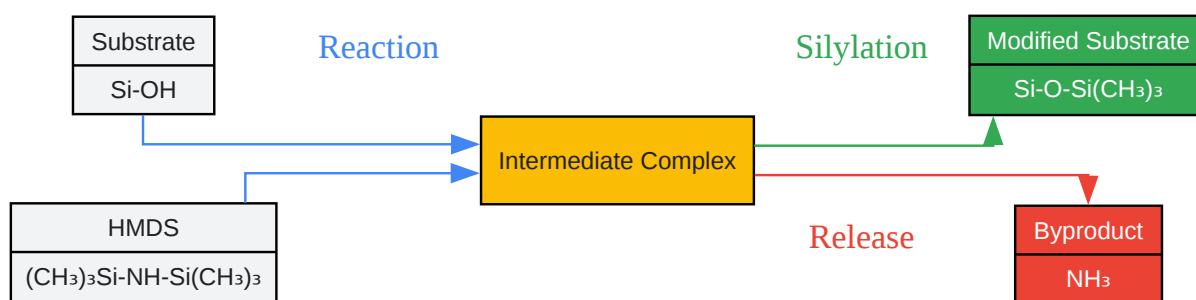 Substrate
Si-OH
Reaction
Silylation
Modified Substrate
Si-O-Si(CH₃)₃
Intermediate Complex
HMDS
(CH₃)₃Si-NH-Si(CH₃)₃
Release
Byproduct
NH₃